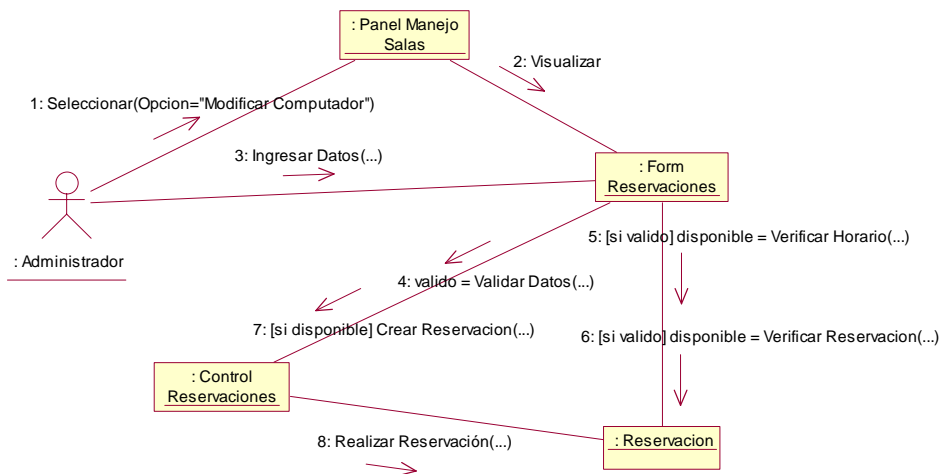 : Panel Manejo
Salas
2: Visualizar
1: Seleccionar(Opcion="Modificar Computador")
3: Ingresar Datos(...)
: Form
Reservaciones
: Administrador
5: [si valido] disponible = Verificar Horario(...)
4: valido = Validar Datos(...)
7: [si disponible] Crear Reservacion(...)
6: [si valido] disponible = Verificar Reservacion(...)
: Control
Reservaciones
: Reservacion
8: Realizar Reservación(...)